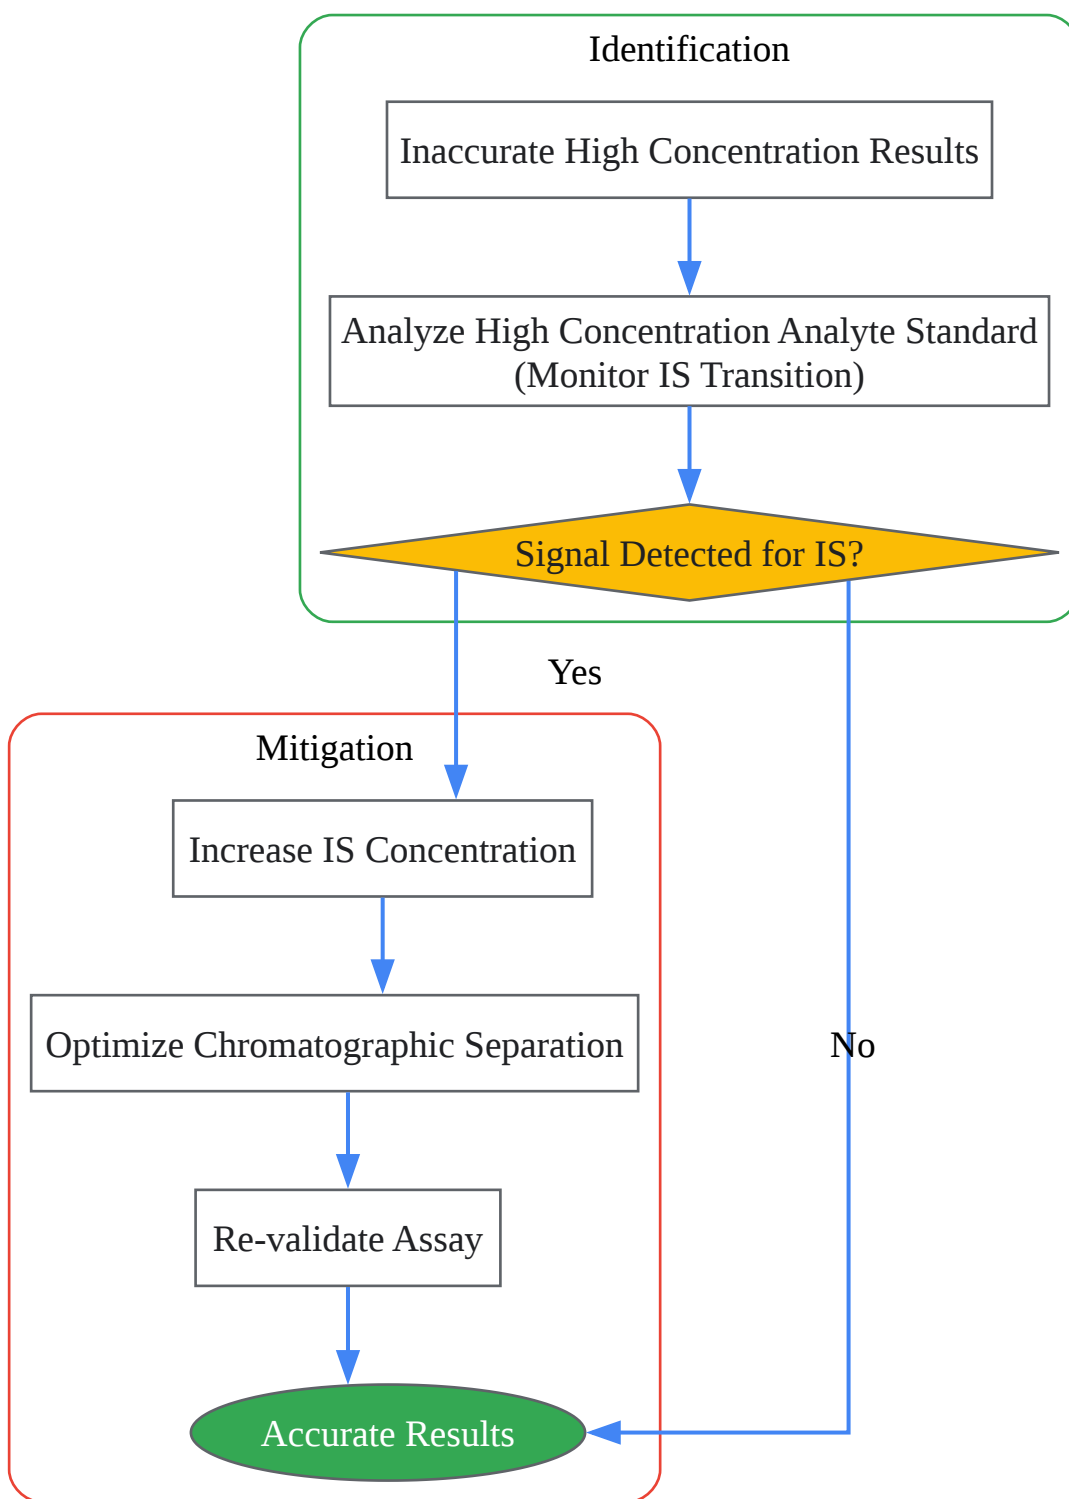 Identification
Inaccurate High Concentration Results
Analyze High Concentration Analyte Standard
(Monitor IS Transition)
Signal Detected for IS?
Yes
Mitigation
Increase IS Concentration
Optimize Chromatographic Separation
No
Re-validate Assay
Accurate Results